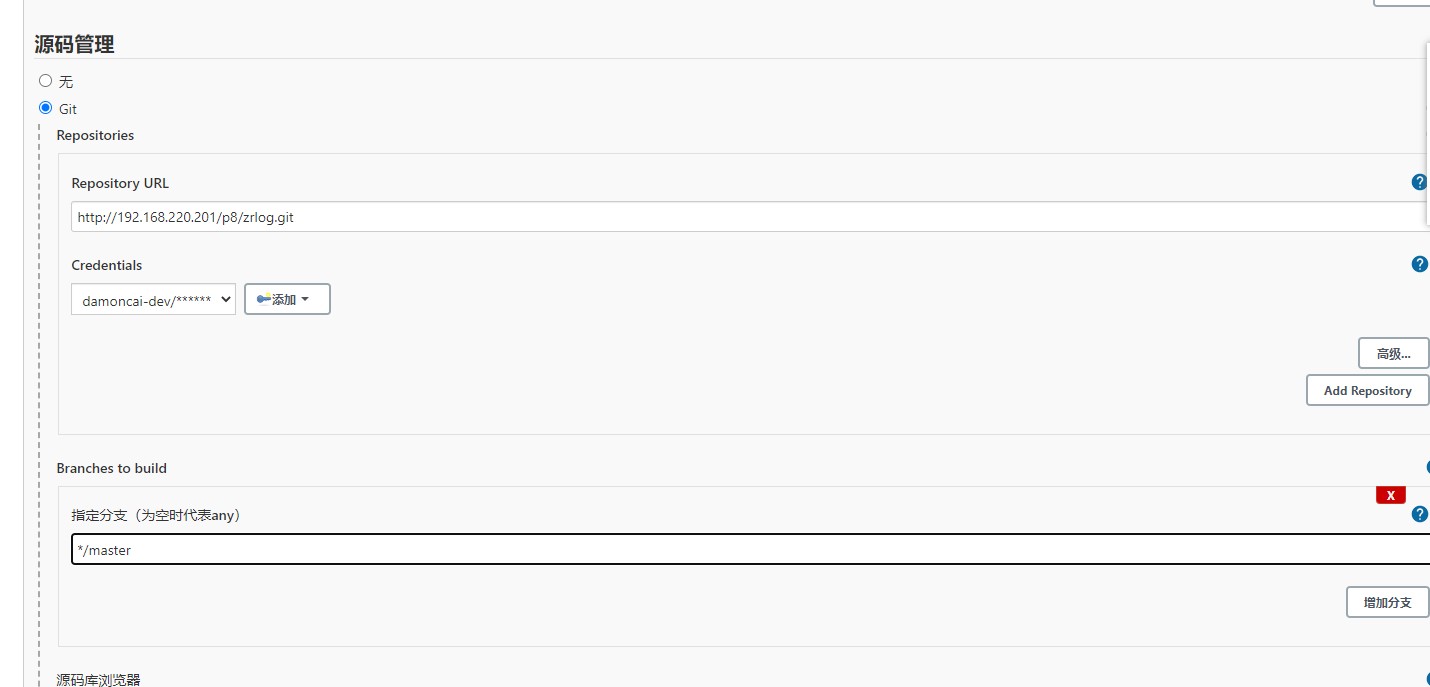 源码管理
无
Git
Repositories
Repository URL
?
http://192.168.220.201/p8/zrlog.git
Credentials
?
damoncai-dev/******
添加
高级...
Add Repository
Branches to build
X
指定分支（为空时代表any）
?
*/master
增加分支
源码库浏览器